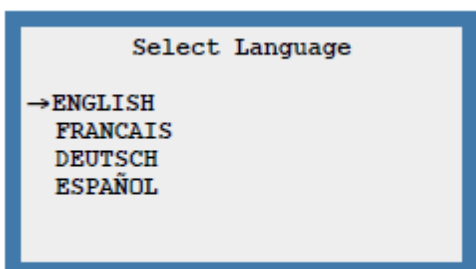 Select Language
→ENGLISH
FRANCAIS
DEUTSCH
ESPAÑOL